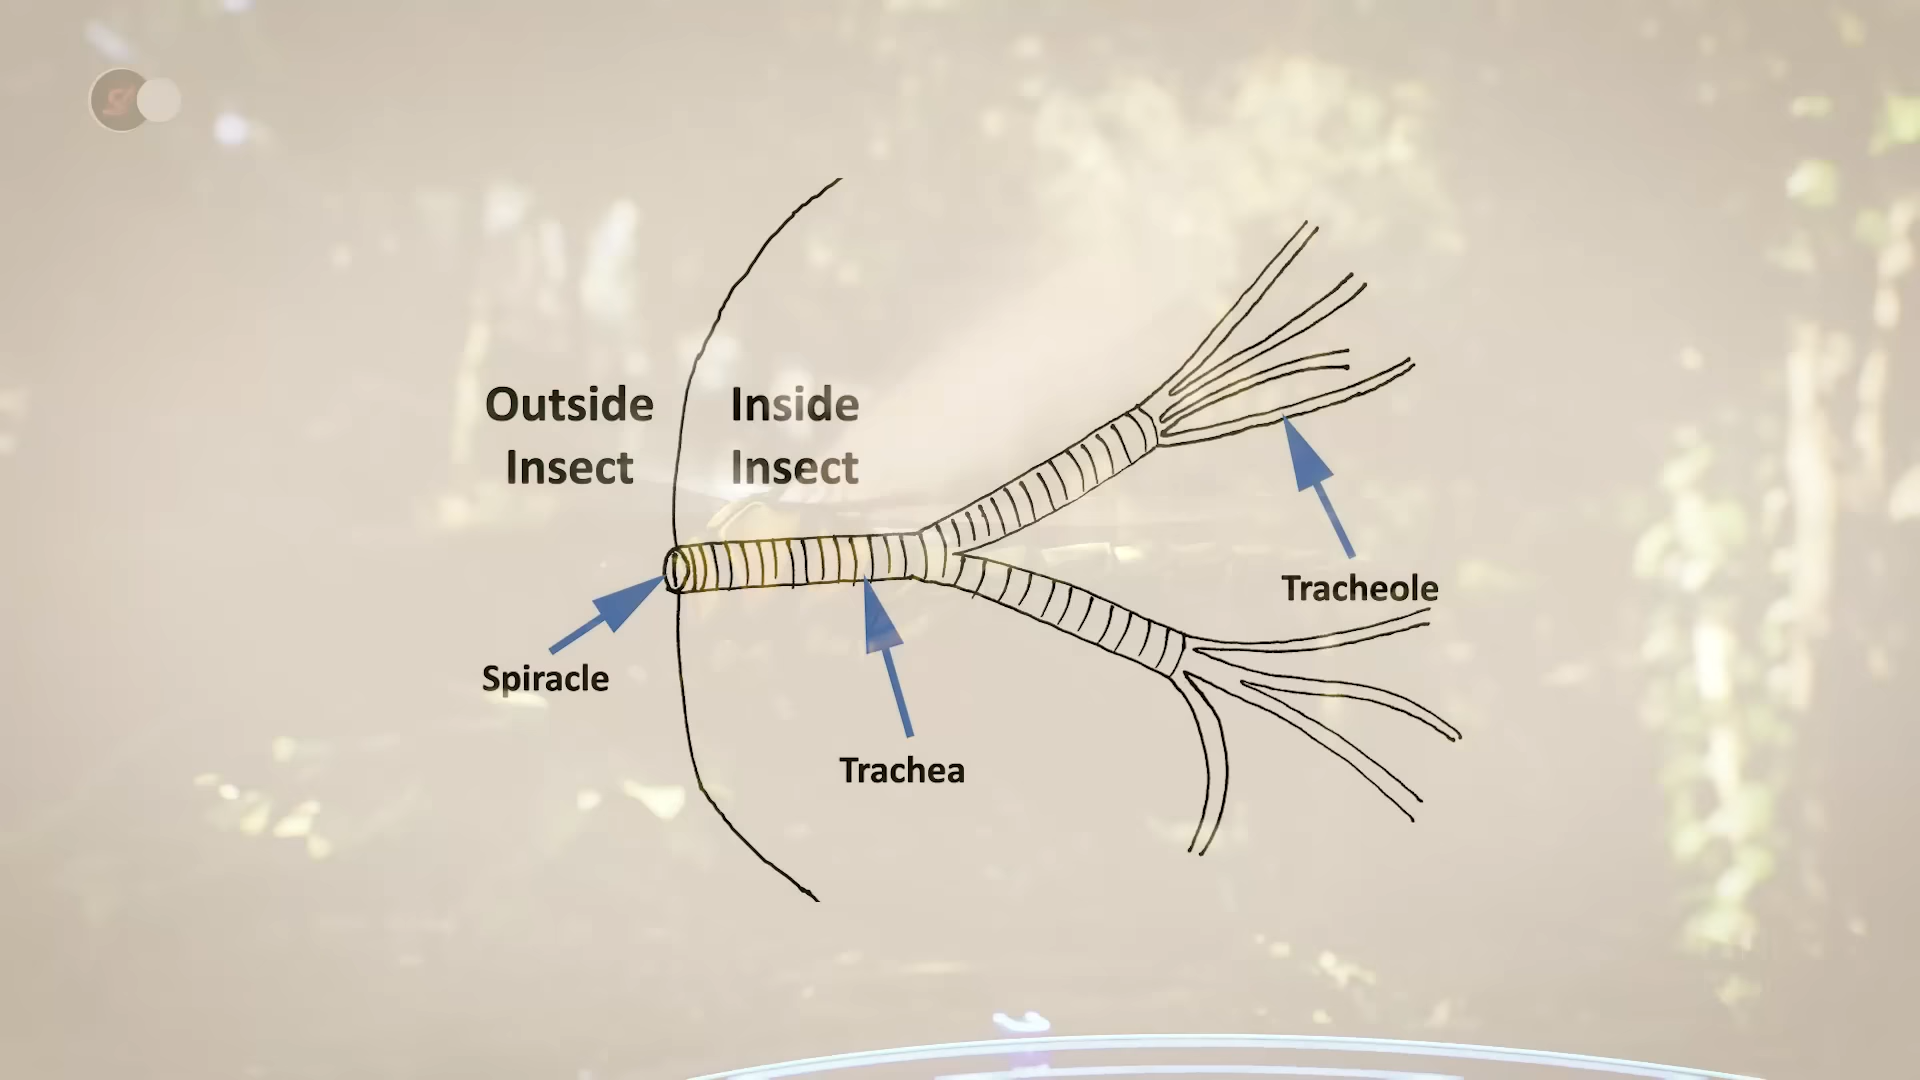 Outside
Insect
Inside
Insect
Tracheole
Spiracle
Trachea